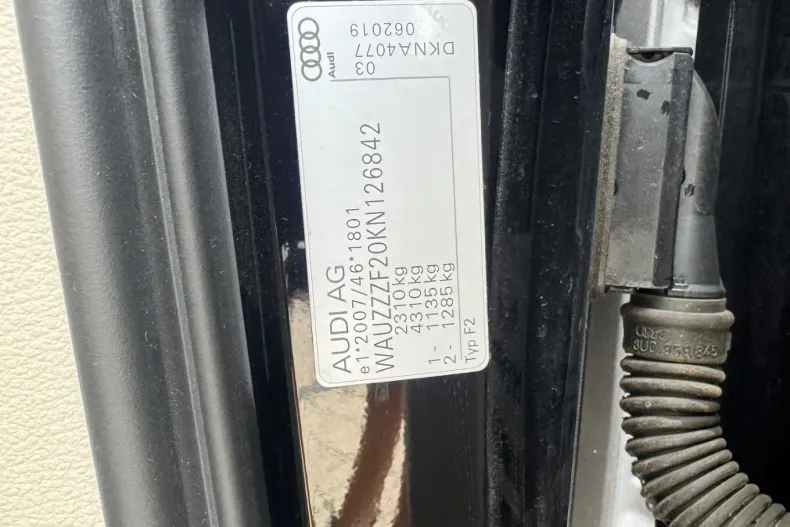 Audi
03
DKNA4077
062019
AUDI AG
e1*2007/46*1801
WAUZZZF20KN126842
2310kg
4310kg
1- 1135kg
2- 1285kg
Typ F2